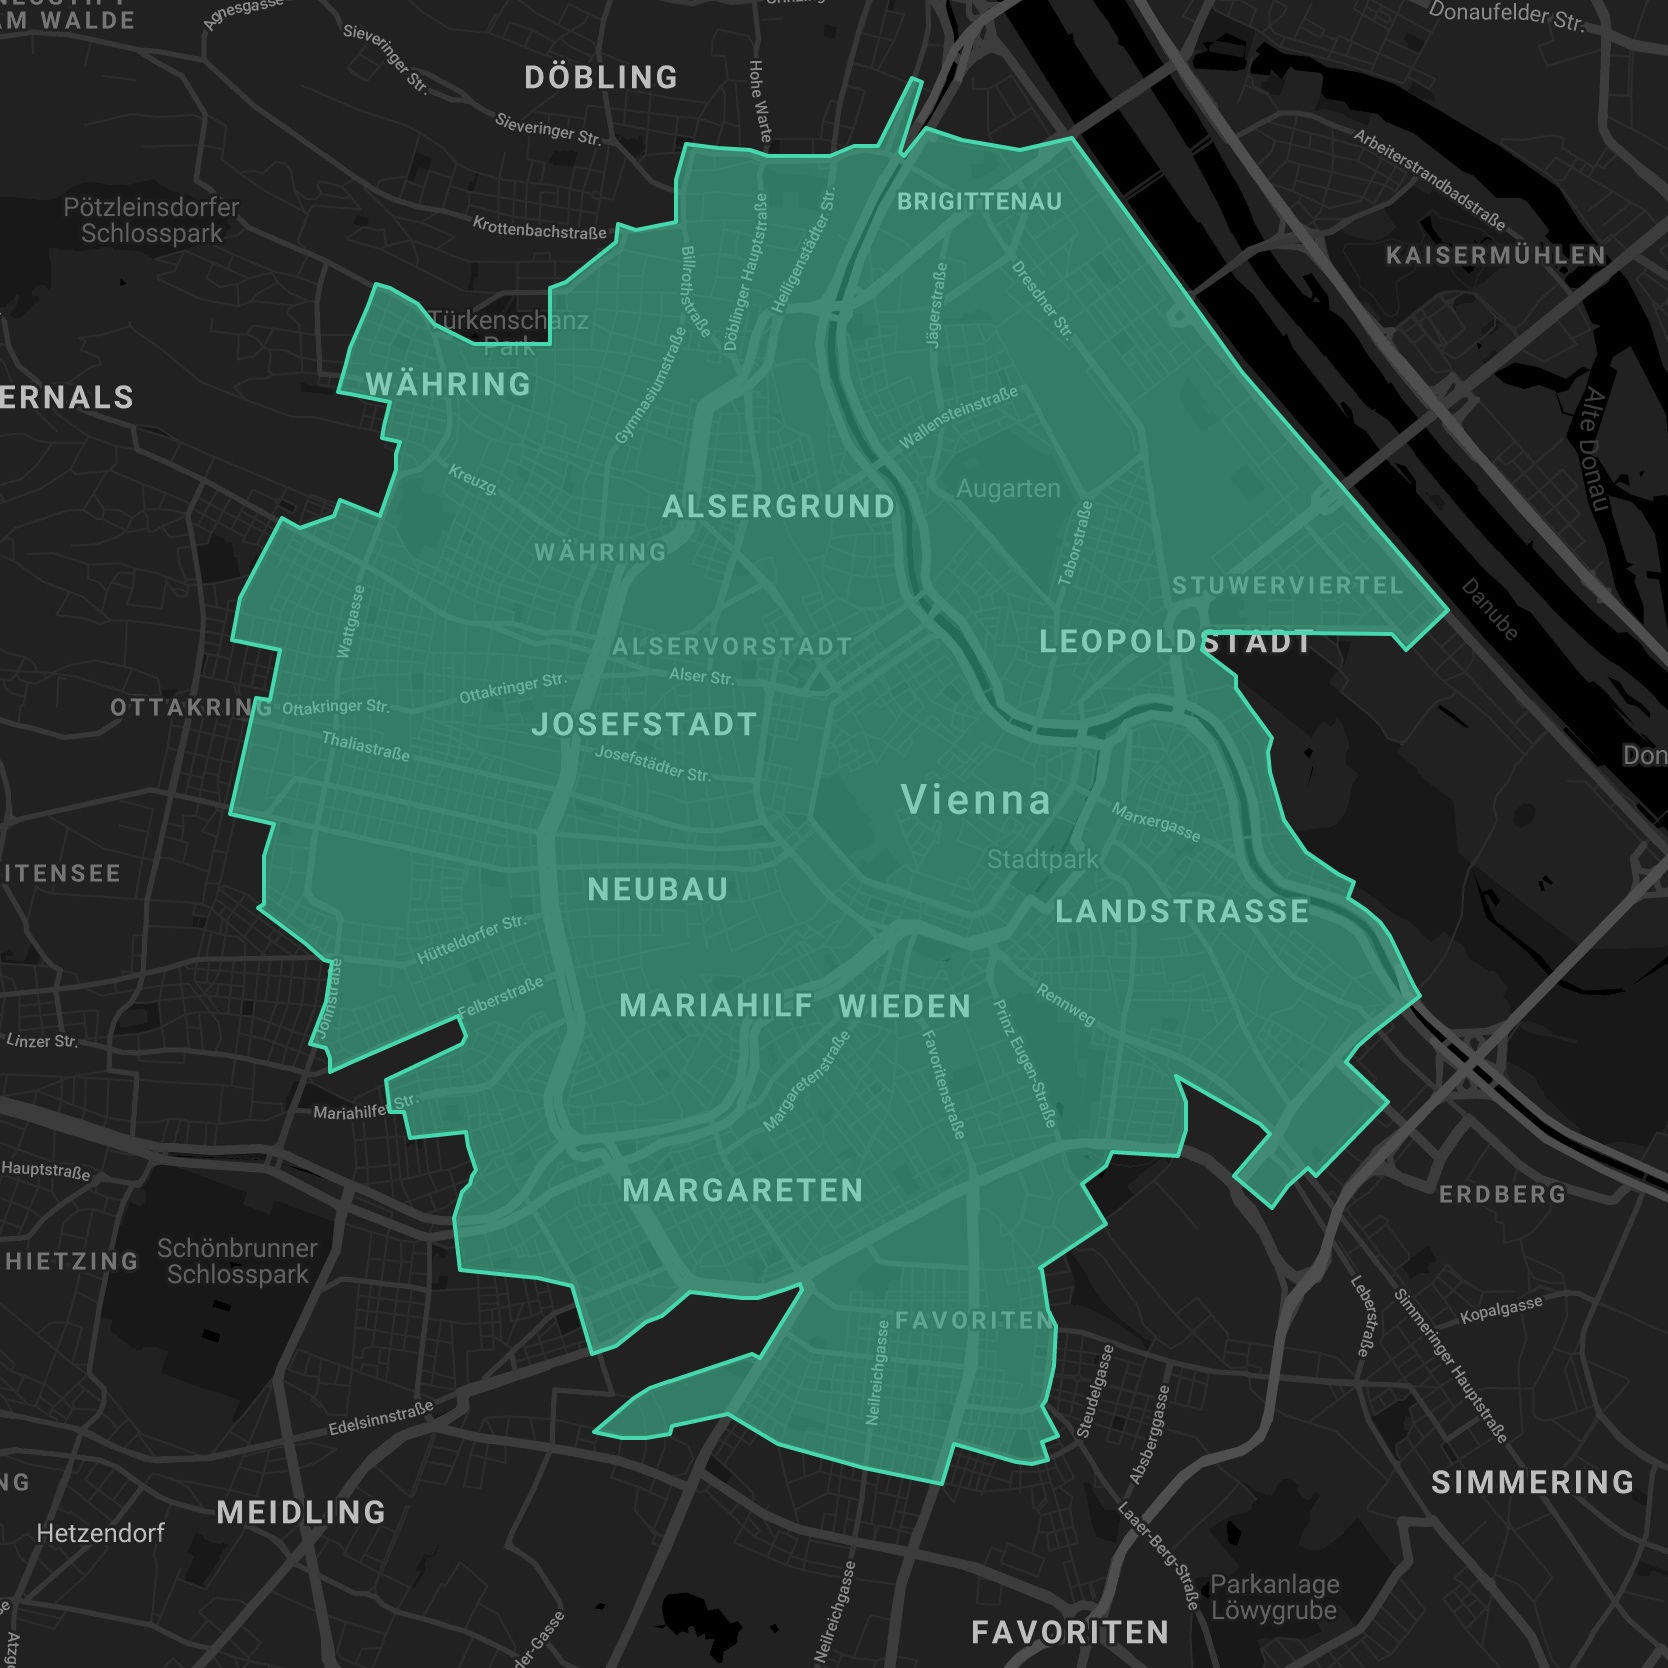 AM WALDE
Agnesgasse
Sieveringer Str.
DÖBLING
Hohe Warte
Donaufelder Str.
Sieveringer Str.
Arbeiterstrandbadstraße
Pötzleinsdorfer
Schlosspark
Krottenbachstraße
BRIGITTENAU
KAISERMÜHLEN
Billrothstraße
Döblinger Hauptstraße
Heiligenstädter Str.
Jägerstraße
Dresdner Str.
Türkenschanz
Park
WÄHRING
ERNALS
Gymnasiumstraße
Wallensteinstraße
Alte Donau
Kreuzg.
ALSERGRUND
Augarten
WÄHRING
Taborstraße
STUWERVIERTEL
Danube
Wattgasse
ALSERVORSTADT
LEOPOLDSTADT
Alser Str.
Ottakringer Str.
OTTAKRING
Ottakringer Str.
JOSEFSTADT
Thaliastraße
Josefstädter Str.
Don
Vienna
Marxergasse
Stadtpark
ITENSEE
NEUBAU
LANDSTRASSE
Hütteldorfer Str.
Felberstraße
Johnstraße
MARIAHILF
WIEDEN
Rennweg
Linzer Str.
Margaretenstraße
Favoritenstraße
Prinz-Eugen-Straße
Mariahilfer Str.
Hauptstraße
MARGARETEN
ERDBERG
Schönbrunner
Schlosspark
HIETZING
FAVORITEN
Leberstraße
Simmeringer Hauptstraße
Kopalgasse
Neilreichgasse
Steudelgasse
Absberggasse
Edelsinnstraße
NG
MEIDLING
SIMMERING
Hetzendorf
Laaer-Berg-Straße
Parkanlage
Löwygrube
Neilreichgasse
der-Gasse
FAVORITEN
Atzge